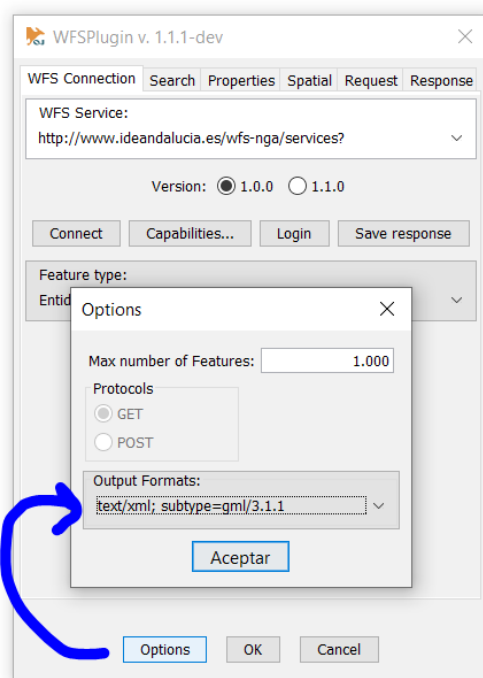 WFSPlugin v. 1.1.1-dev
WFS Connection Search Properties Spatial Request Response
WFS Service:
http://www.ideandalucia.es/wfs-nga/services?
Version: 1.0.0 1.1.0
Connect Capabilities... Login Save response
Feature type:
Entid
Options
Max number of Features: 1.000
Protocols
GET
POST
Output Formats:
text/xml; subtype=gml/3.1.1
Aceptar
Options OK Cancel